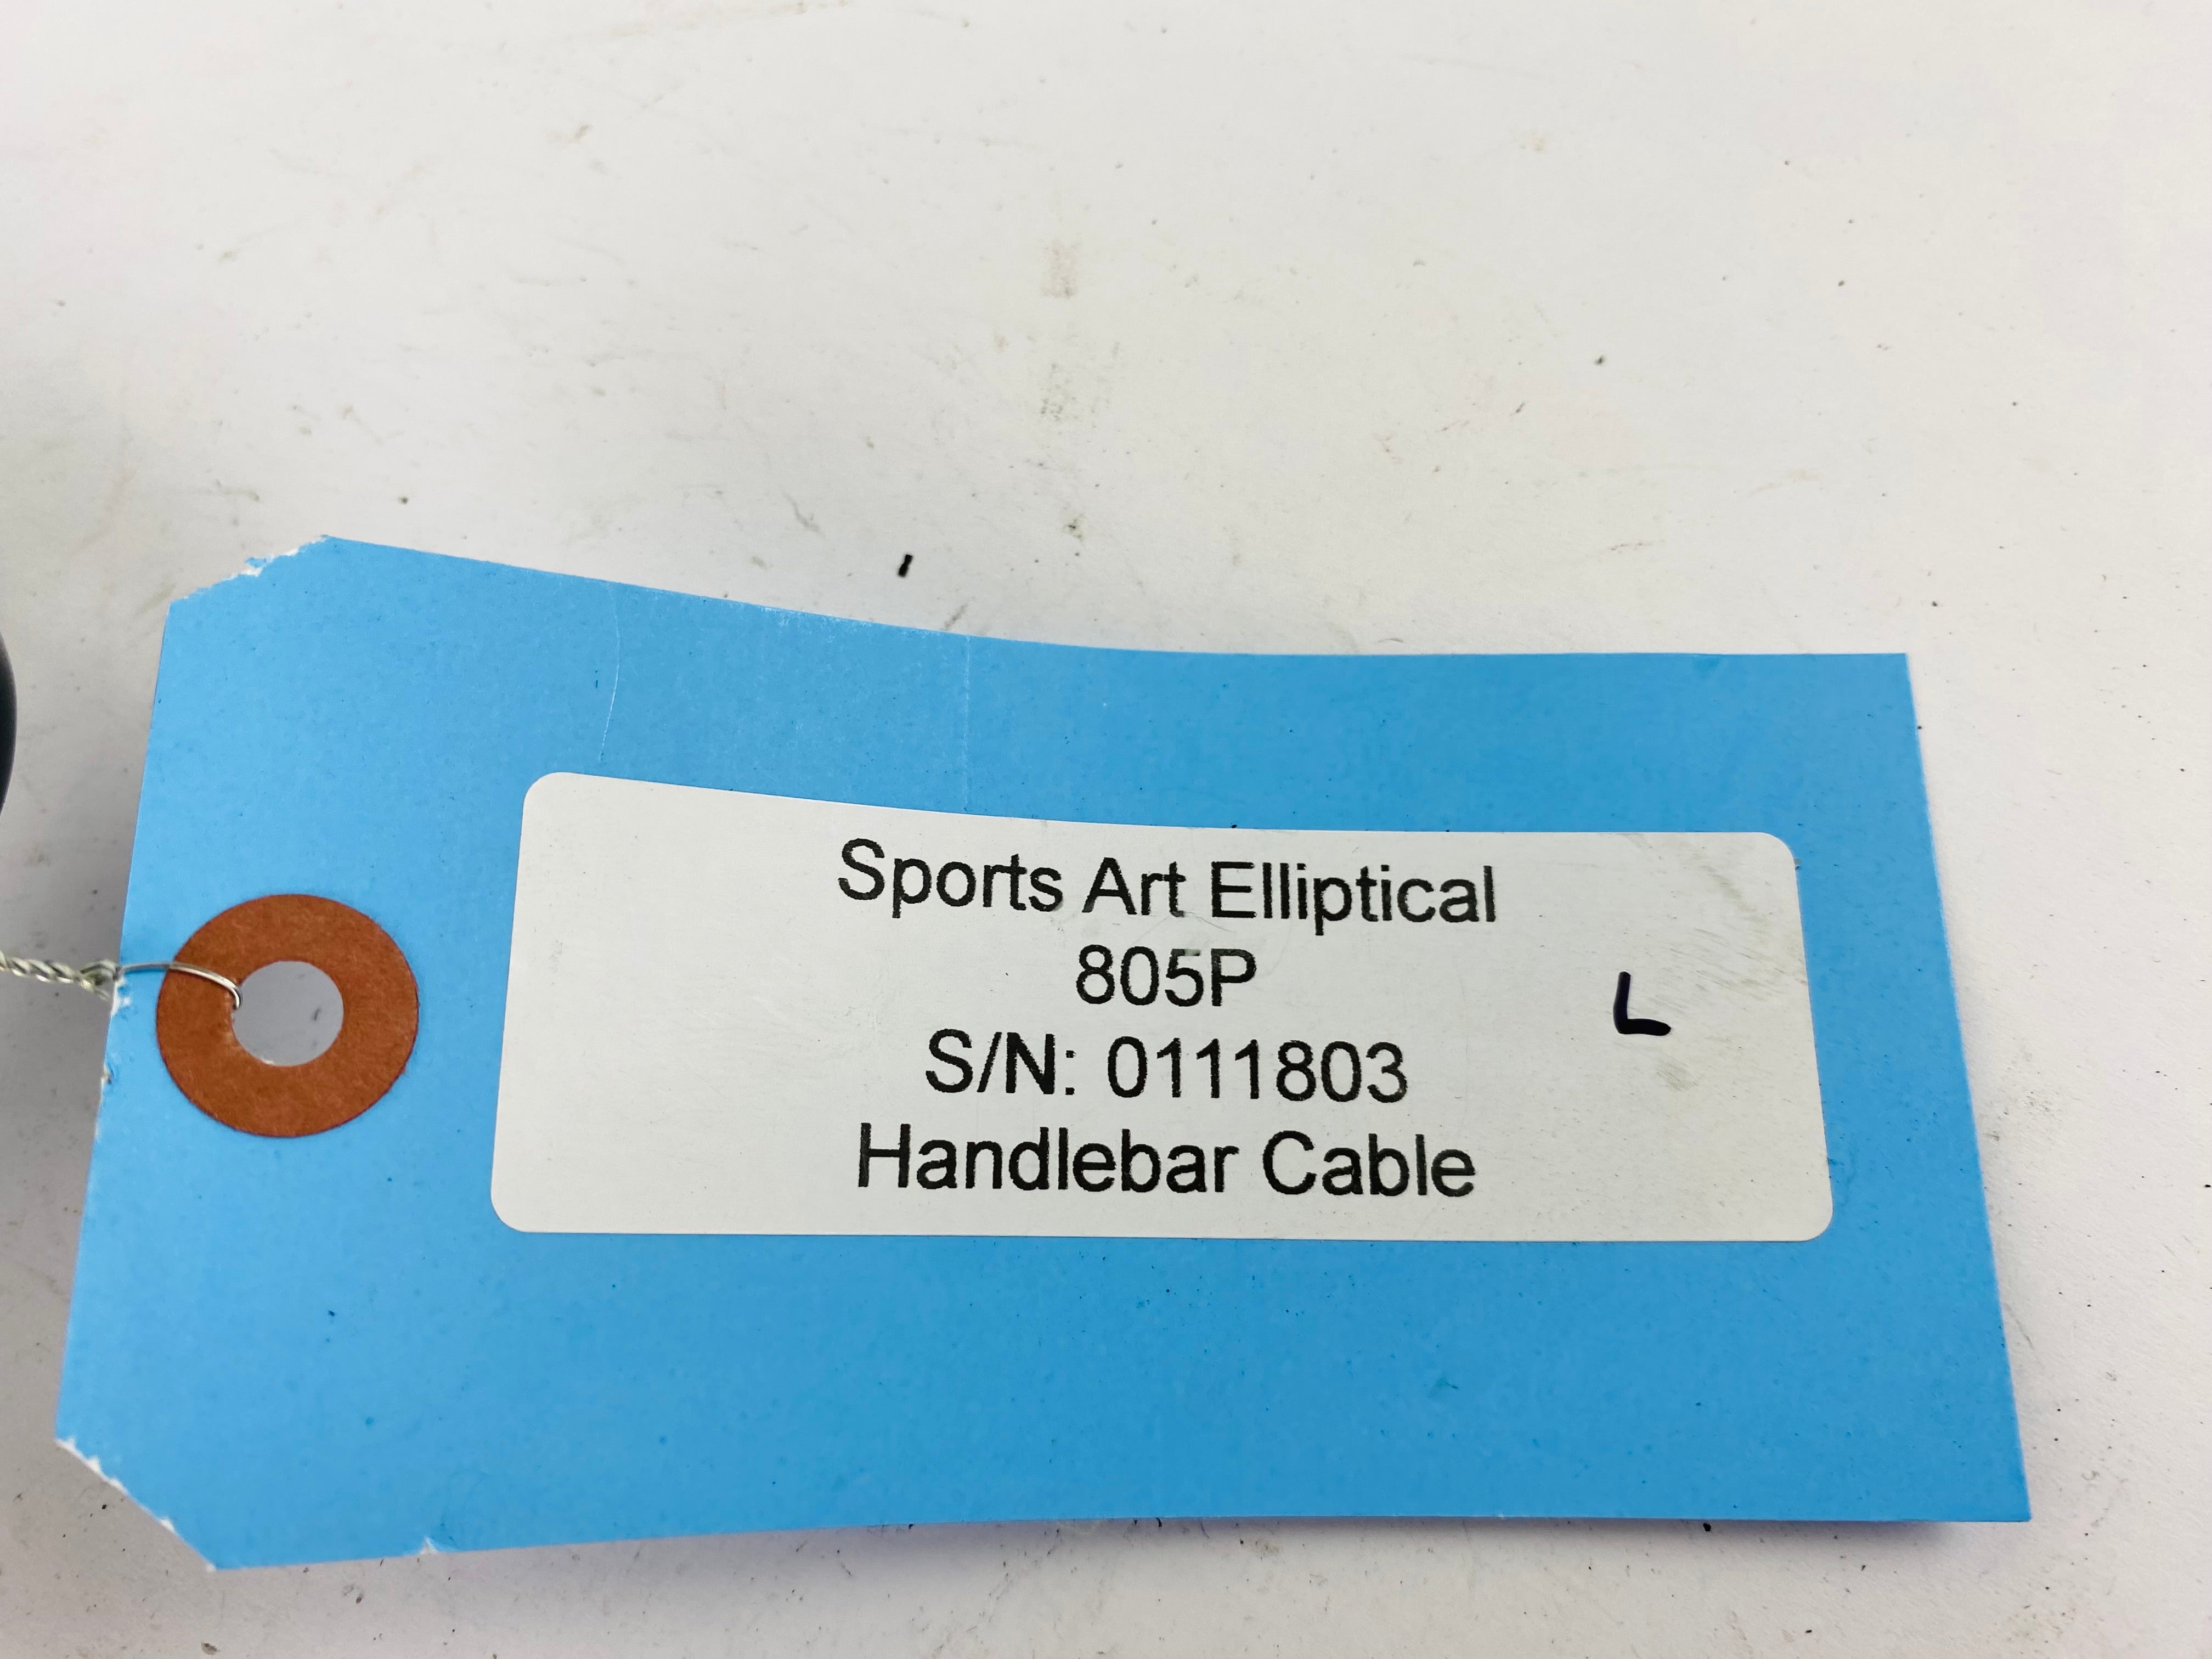 Sports Art Elliptical
805P
L
S/N: 0111803
Handlebar Cable